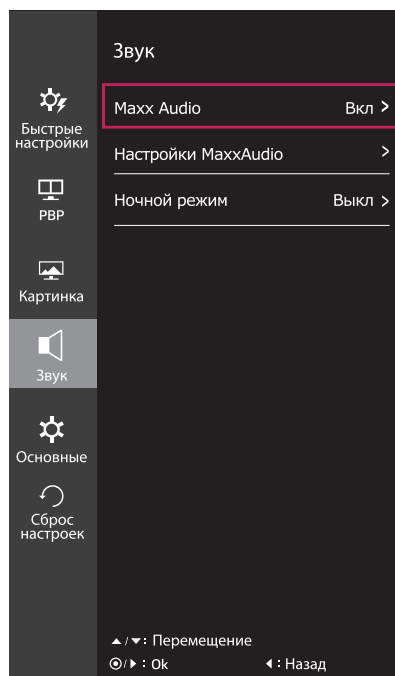 Звук
Maxx Audio Вкл >
Настройки MaxxAudio >
Ночной режим Выкл >
Быстрые
настройки
PBP
Картинка
Звук
Основные
Сброс
настроек
▲/▼: Перемещение
◉/▶ : Ok ◀ : Назад